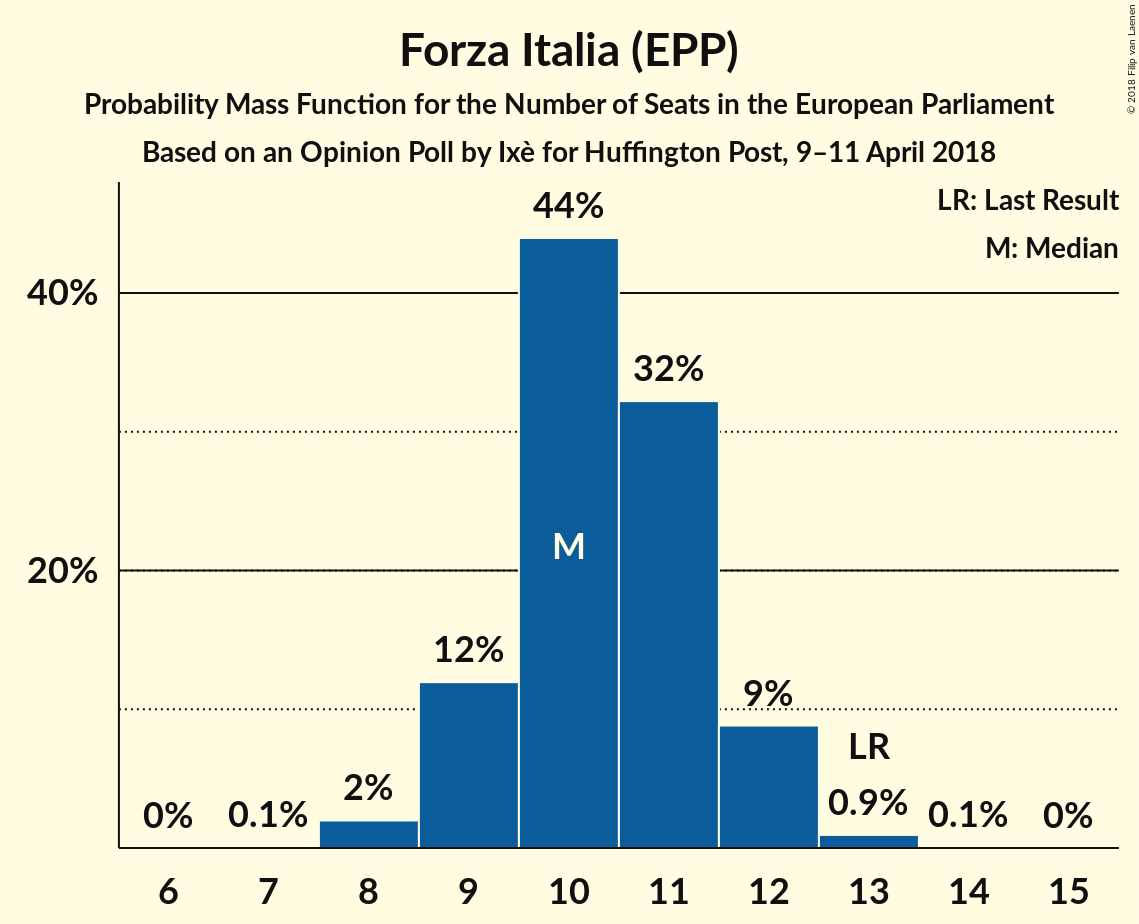 Forza Italia (EPP)
Probability Mass Function for the Number of Seats in the European Parliament
Based on an Opinion Poll by Ixè for Huffington Post, 9–11 April 2018
© 2018 Filip van Laenen
LR: Last Result
M: Median
44%
40%
32%
M
20%
12%
9%
LR
2%
0.9%
0%
0.1%
0.1%
0%
6 7 8 9 10 11 12 13 14 15